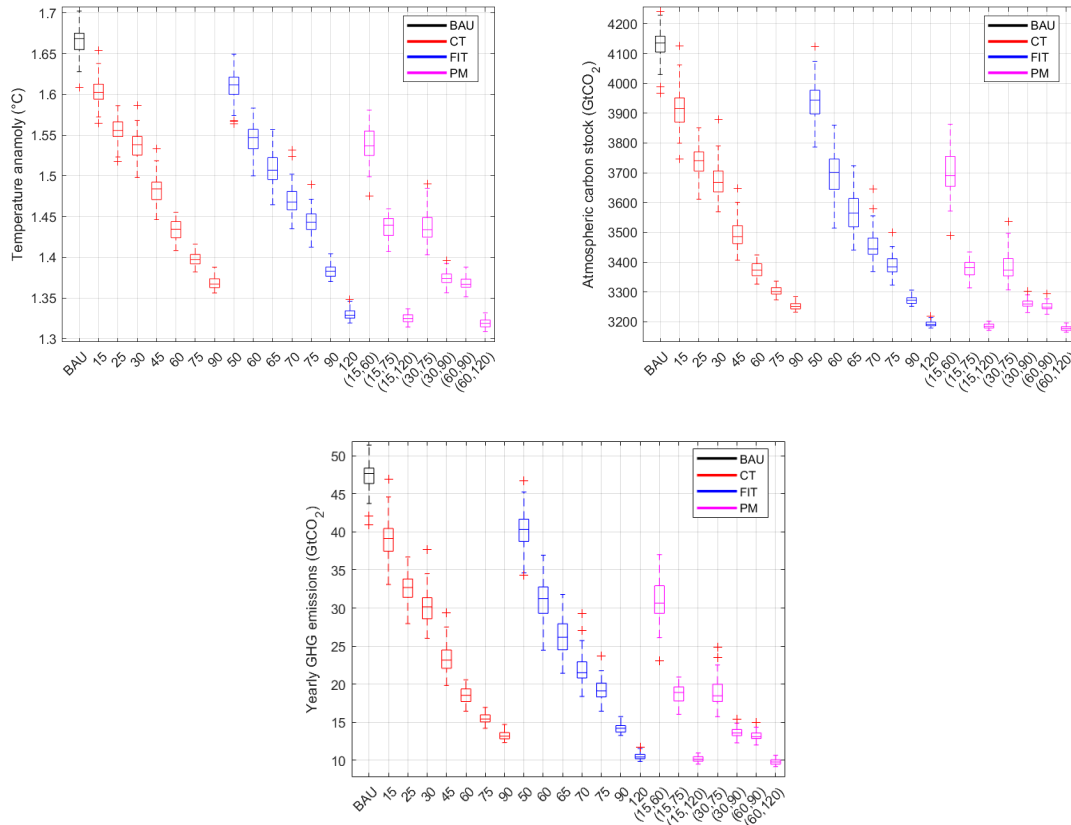 Temperature anamoly (°C)
1.7
1.65
1.6
1.55
1.5
1.45
1.4
1.35
1.3
BAU
CT
FIT
PM
BAU 15 25 30 45 60 75 90 50 60 65 70 75 90 120 (15,60) (15,75) (15,120) (30,75) (30,90) (60,90) (60,120)
Atmospheric carbon stock (GtCO2)
4200
4100
4000
3900
3800
3700
3600
3500
3400
3300
3200
BAU
CT
FIT
PM
BAU 15 25 30 45 60 75 90 50 60 65 70 75 90 120 (15,60) (15,75) (15,120) (30,75) (30,90) (60,90) (60,120)
Yearly GHG emissions (GtCO2)
50
45
40
35
30
25
20
15
10
BAU
CT
FIT
PM
BAU 15 25 30 45 60 75 90 50 60 65 70 75 90 120 (15,60) (15,75) (15,120) (30,75) (30,90) (60,90) (60,120)